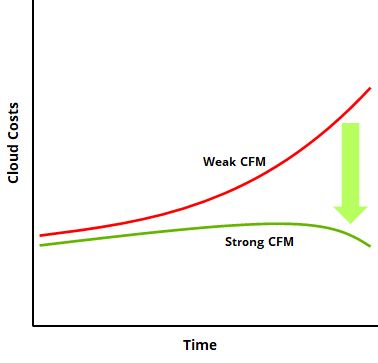 Cloud Costs
Weak CFM
Strong CFM
Time